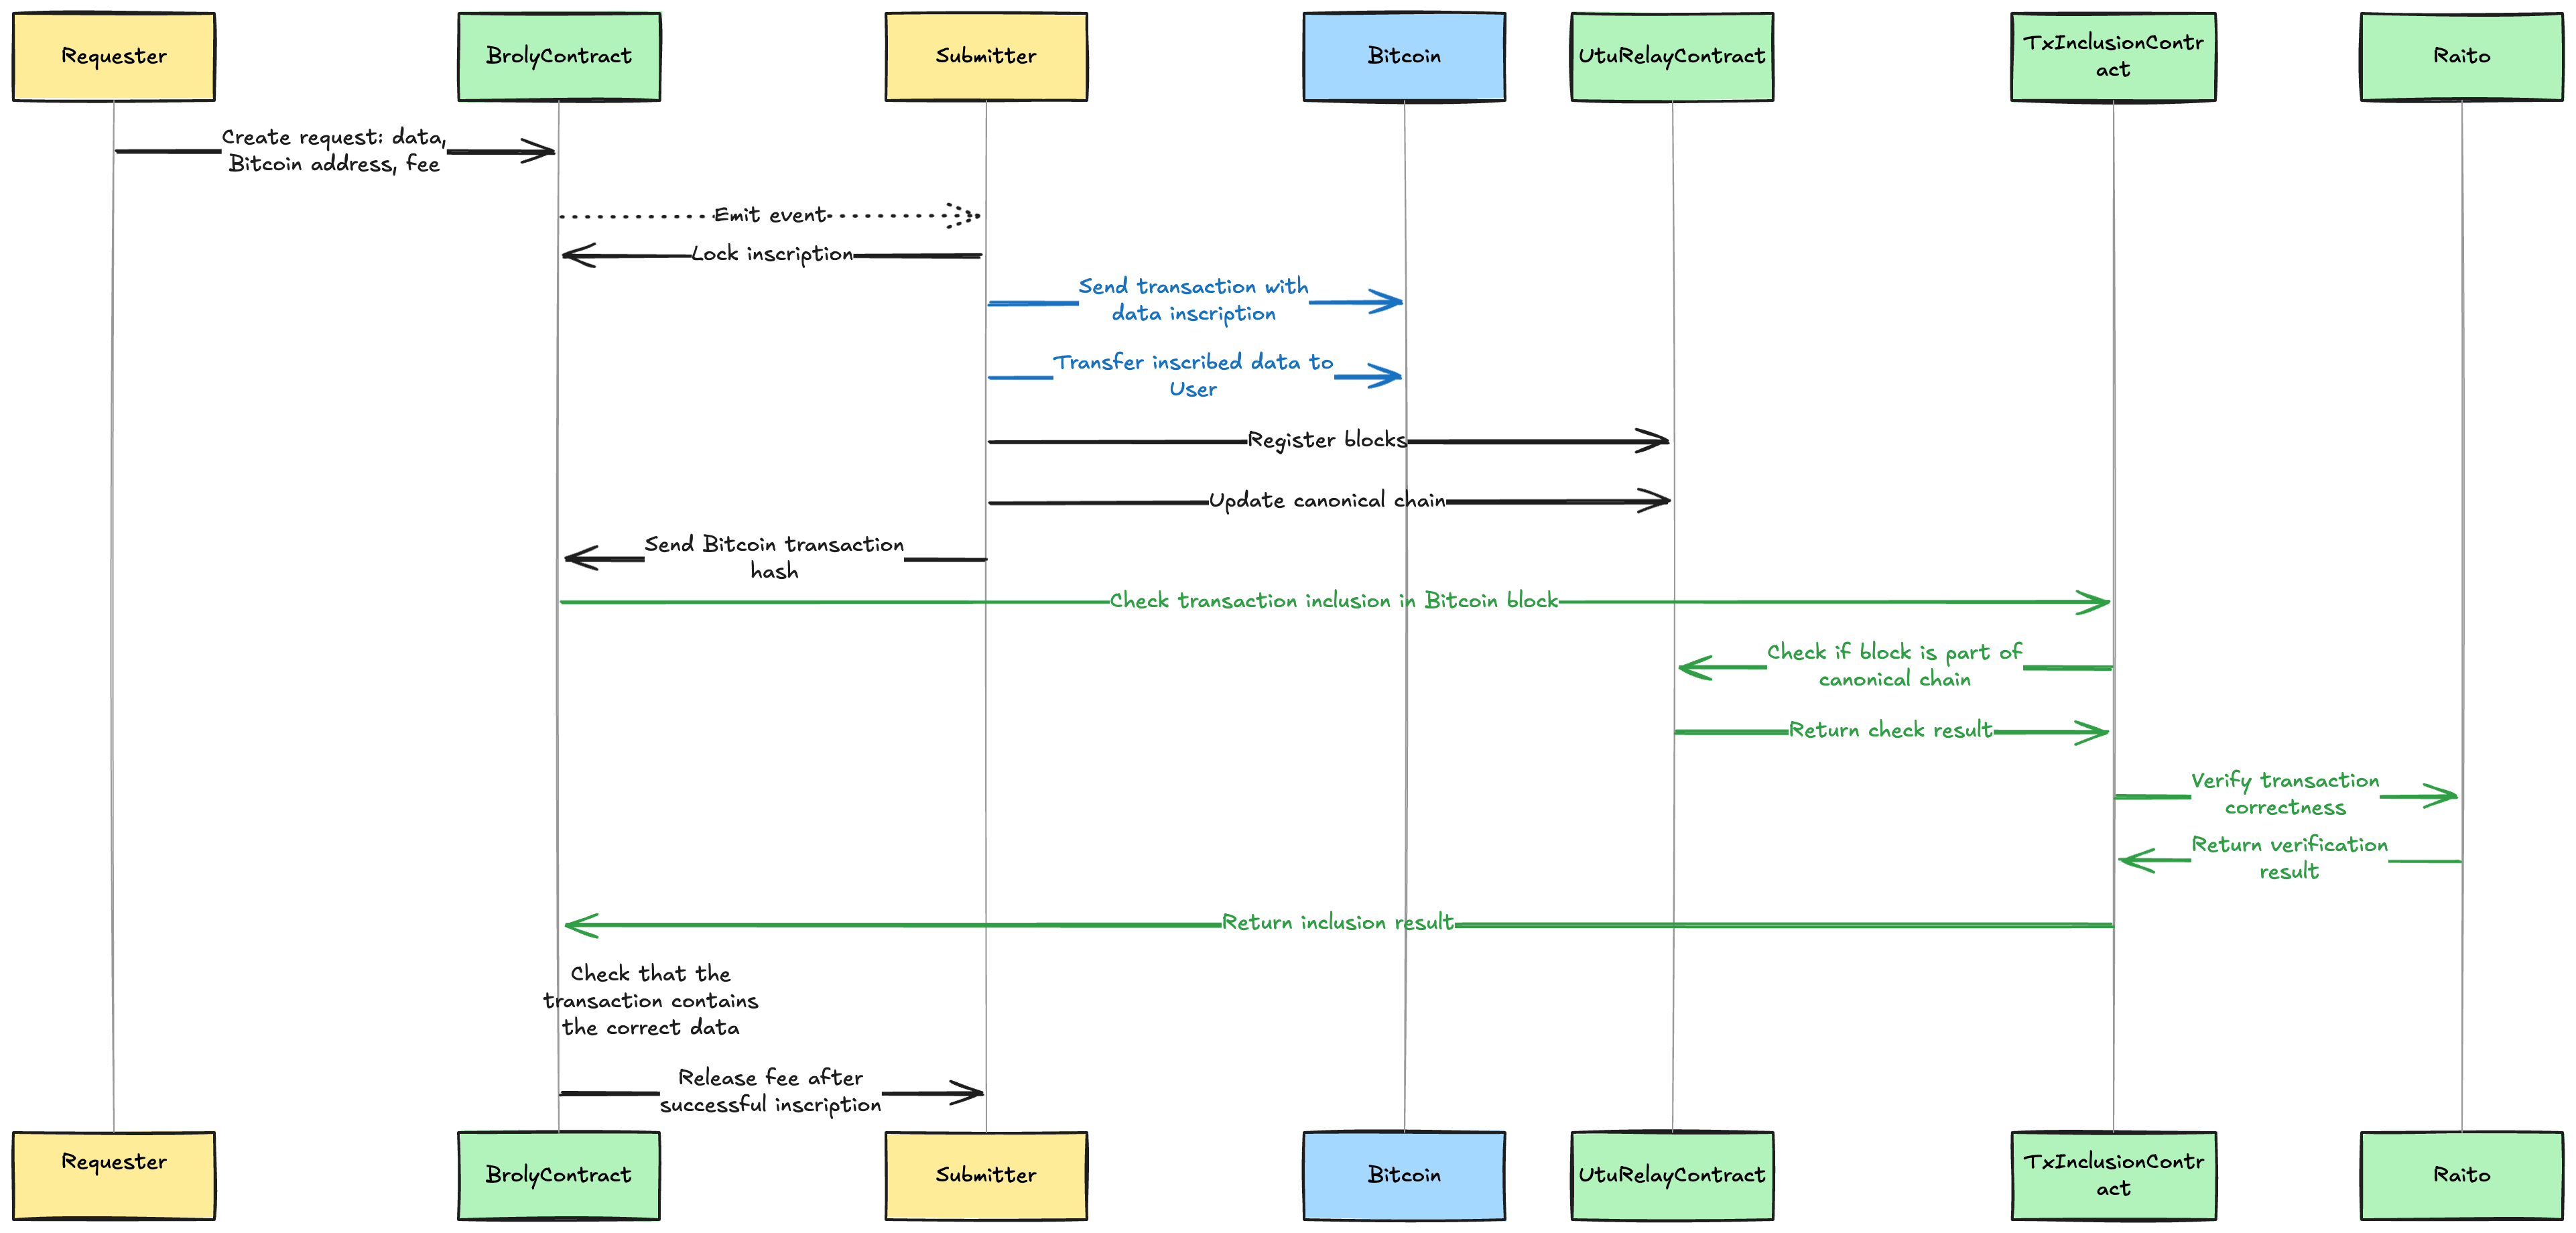 Requester
BrolyContract
Submitter
Bitcoin
UtuRelayContract
TxInclusionContr
act
Raito
Create request: data,
Bitcoin address, fee
Emit event
Lock inscription
Send transaction with
data inscription
Transfer inscribed data to
User
Register blocks
Update canonical chain
Send Bitcoin transaction
hash
Check transaction inclusion in Bitcoin block
Check if block is part of
canonical chain
Return check result
Verify transaction
correctness
Return verification
result
Return inclusion result
Check that the
transaction contains
the correct data
Release fee after
successful inscription
Requester
BrolyContract
Submitter
Bitcoin
UtuRelayContract
TxInclusionContr
act
Raito